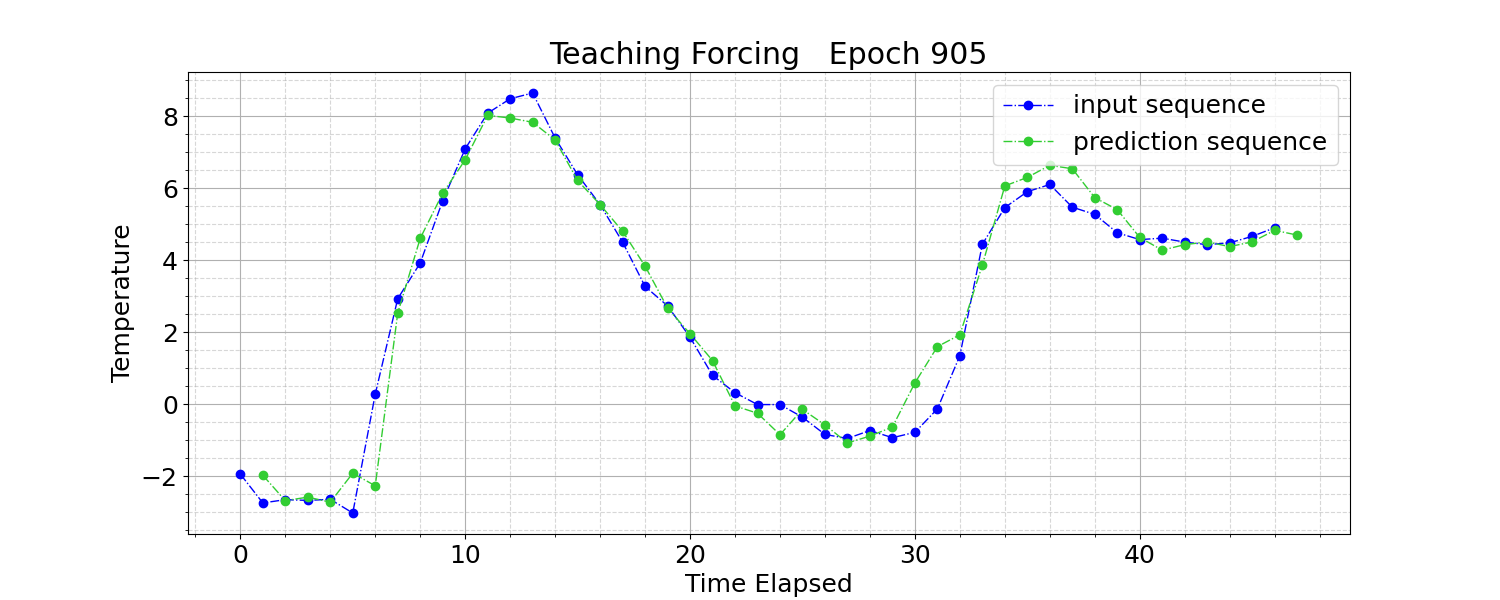 Teaching Forcing   Epoch 905
input sequence
prediction sequence
Temperature
8
6
4
2
0
−2
0 10 20 30 40
Time Elapsed